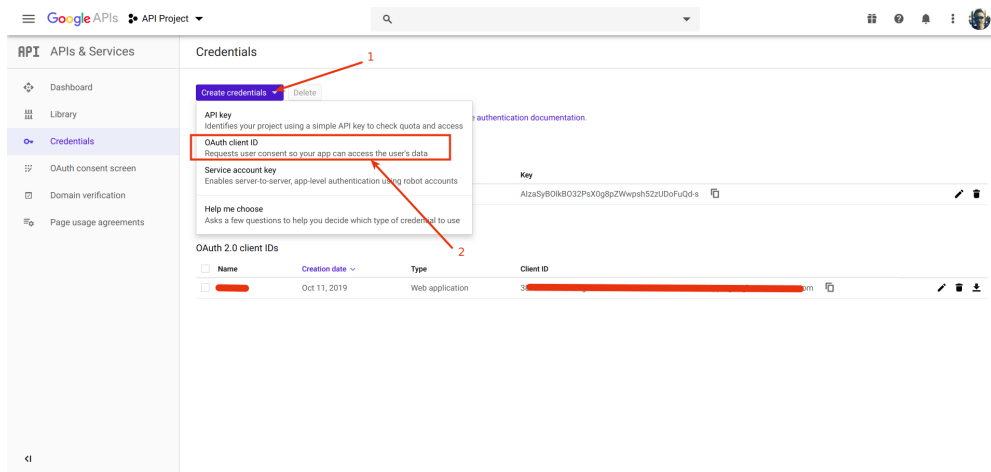 Google APIs API Project
API APIs & Services
Credentials
1
Dashboard
Library
Credentials
OAuth consent screen
Domain verification
Page usage agreements
Create credentials Delete
API key
Identifies your project using a simple API key to check quota and access
authentication documentation.
OAuth client ID
Requests user consent so your app can access the user's data
Service account key
Enables server-to-server, app-level authentication using robot accounts
Help me choose
Asks a few questions to help you decide which type of credential to use
Key
AIzaSyBOlkBO32PsX0g8pZWwpsh52zUDoFuQd-s
2
OAuth 2.0 client IDs
Name Creation date Type Client ID
Oct 11, 2019 Web application